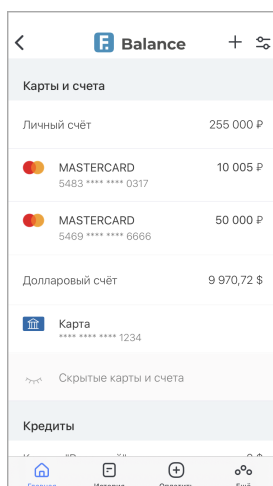 F. Balance
Карты и счета
Личный счёт 255 000 ₽
MASTERCARD 10 005 ₽
5483 **** **** 0317
MASTERCARD 50 000 ₽
5469 **** **** 6666
Долларовый счёт 9 970,72 $
Карта
**** **** **** 1234
Скрытые карты и счета
Кредиты